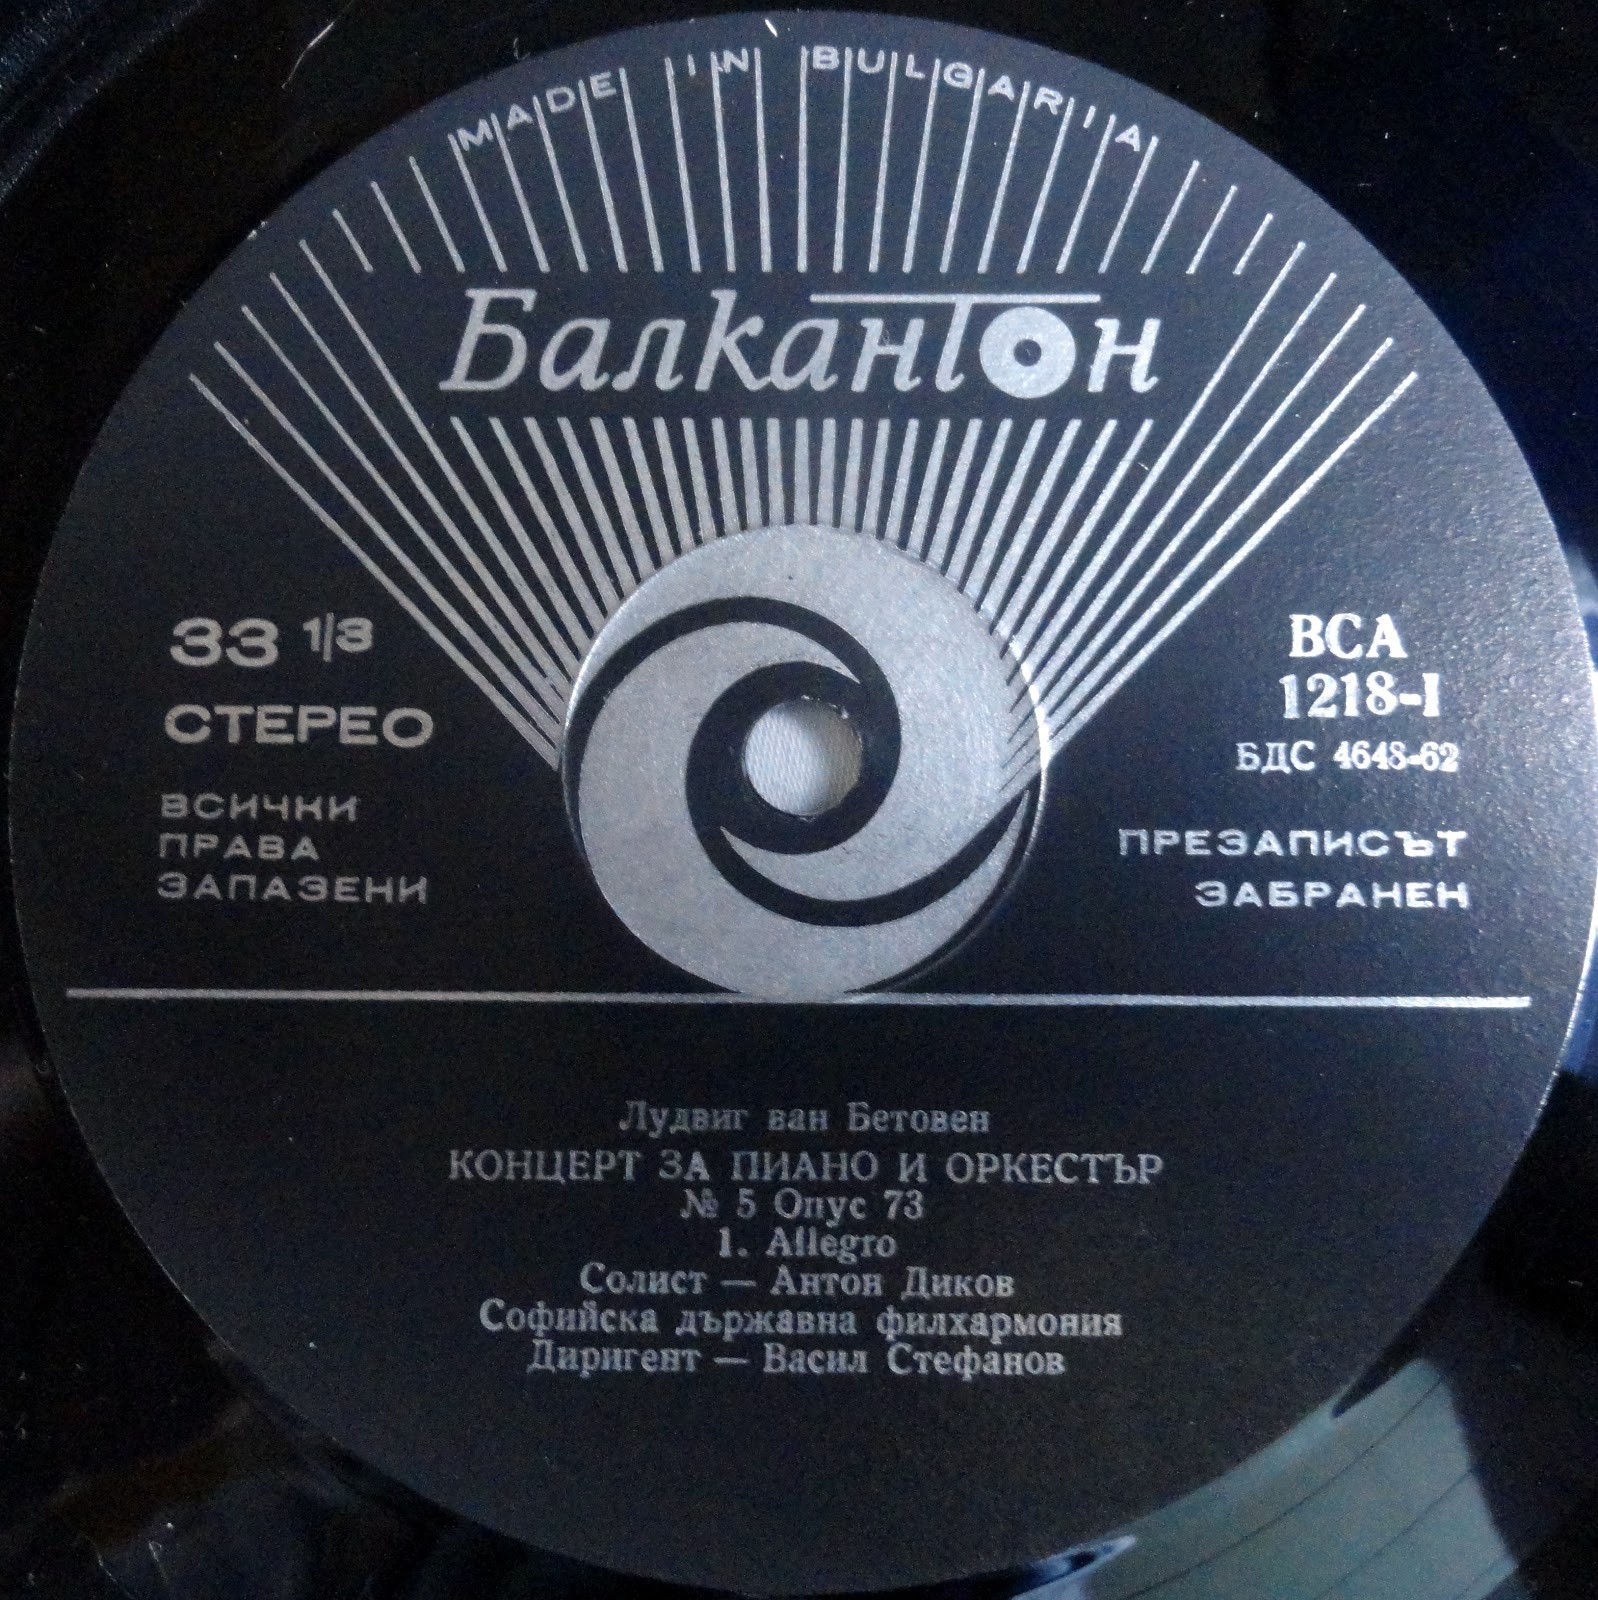 MADE IN BULGARIA
Балкантон
33 1/3
СТЕРЕО
ВСИЧКИ
ПРАВА
ЗАПАЗЕНИ
ВСА
1218-I
БДС 4648-62
ПРЕЗАПИСЪТ
ЗАБРАНЕН
Лудвиг ван Бетовен
КОНЦЕРТ ЗА ПИАНО И ОРКЕСТЪР
№ 5 Опус 73
1. Allegro
Солист — Антон Диков
Софийска държавна филхармония
Диригент — Васил Стефанов